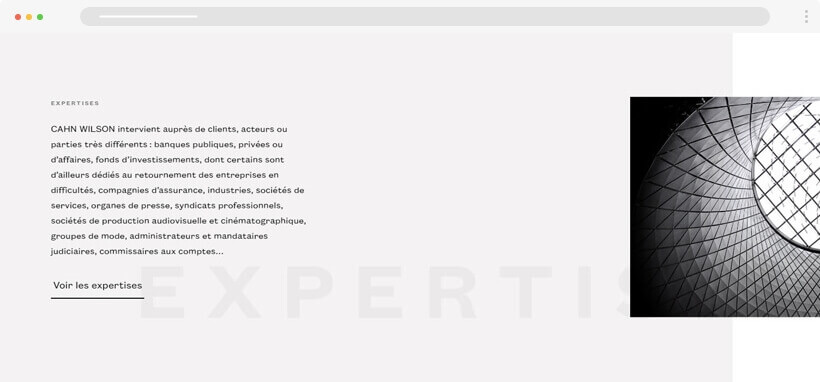 EXPERTISES
CAHN WILSON intervient auprès de clients, acteurs ou
parties très différents : banques publiques, privées ou
d'affaires, fonds d'investissements, dont certains sont
d'ailleurs dédiés au retournement des entreprises en
difficultés, compagnies d'assurance, industries, sociétés de
services, organes de presse, syndicats professionnels,
sociétés de production audiovisuelle et cinématographique,
groupes de mode, administrateurs et mandataires
judiciaires, commissaires aux comptes...
Voir les expertises
EXPERTIS